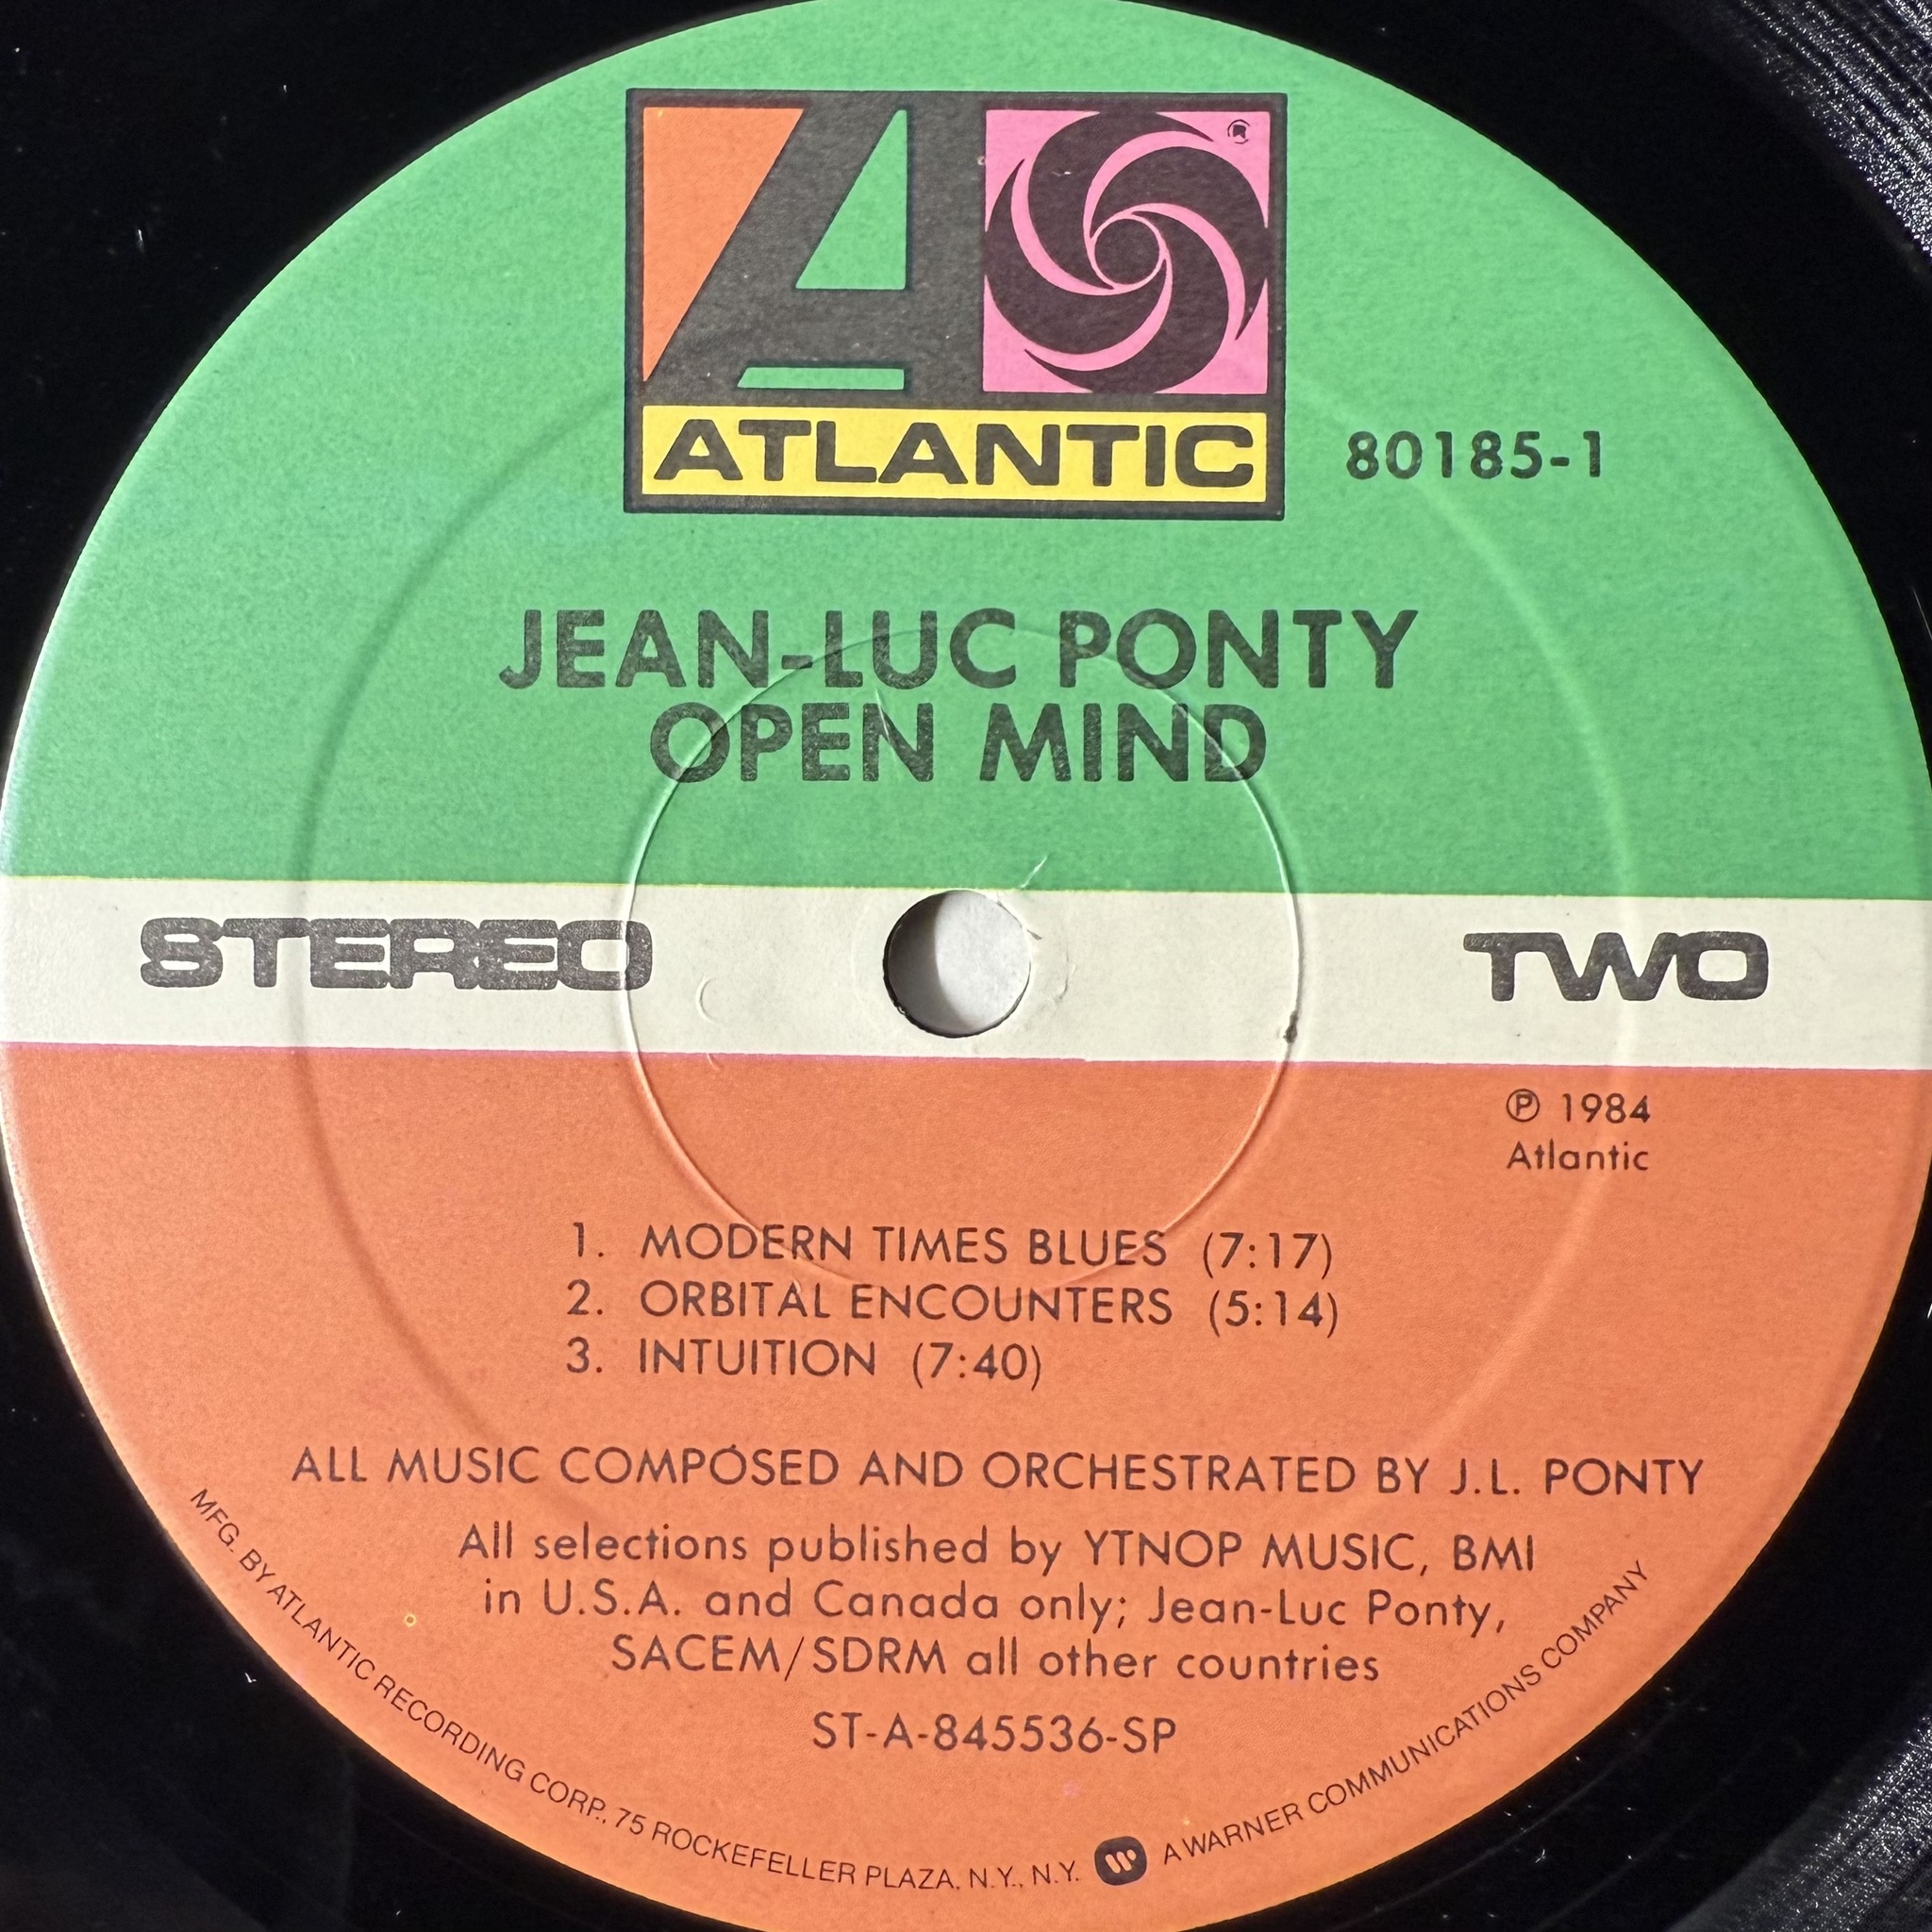 ®
ATLANTIC
80185-1
JEAN-LUC PONTY
OPEN MIND
STEREO
TWO
℗ 1984
Atlantic
1. MODERN TIMES BLUES (7:17)
2. ORBITAL ENCOUNTERS (5:14)
3. INTUITION (7:40)
ALL MUSIC COMPOSED AND ORCHESTRATED BY J.L. PONTY
All selections published by YTNOP MUSIC, BMI
in U.S.A. and Canada only; Jean-Luc Ponty,
SACEM/SDRM all other countries
ST-A-845536-SP
MFG. BY ATLANTIC RECORDING CORP., 75 ROCKEFELLER PLAZA, N.Y., N.Y. A WARNER COMMUNICATIONS COMPANY